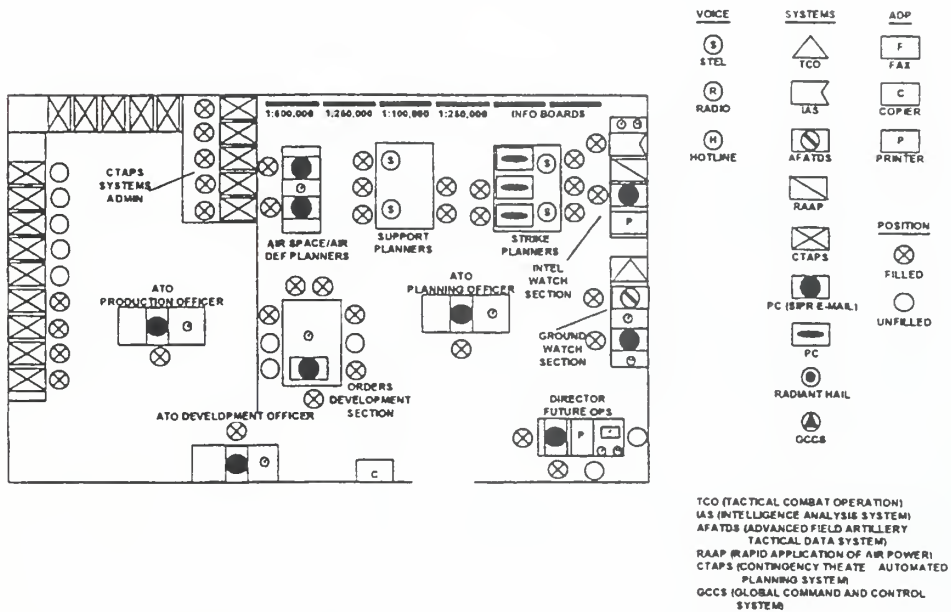 VOICE
SYSTEMS
ADP
S
STEL
TCO
F
FAX
R
RADIO
IAS
C
COPIER
H
HOTLINE
AFATDS
P
PRINTER
RAAP
CTAPS
PC (SIPR E-MAIL)
PC
RADIANT HAIL
GCCS
POSITION
FILLED
UNFILLED
1:500,000 1:250,000 1:100,000 1:250,000 INFO BOARDS
CTAPS
SYSTEMS
ADMIN
S
S
S
S
AIR SPACE/AIR
DEF PLANNERS
SUPPORT
PLANNERS
STRIKE
PLANNERS
P
INTEL
WATCH
SECTION
ATO
PRODUCTION OFFICER
ATO
PLANNING OFFICER
GROUND
WATCH
SECTION
ORDERS
DEVELOPMENT
SECTION
ATO DEVELOPMENT OFFICER
DIRECTOR
FUTURE OPS
P
C
TCO (TACTICAL COMBAT OPERATION)
IAS (INTELLIGENCE ANALYSIS SYSTEM)
AFATDS (ADVANCED FIELD ARTILLERY
TACTICAL DATA SYSTEM)
RAAP (RAPID APPLICATION OF AIR POWER)
CTAPS (CONTINGENCY THEATE AUTOMATED
PLANNING SYSTEM)
GCCS (GLOBAL COMMAND AND CONTROL
SYSTEM)